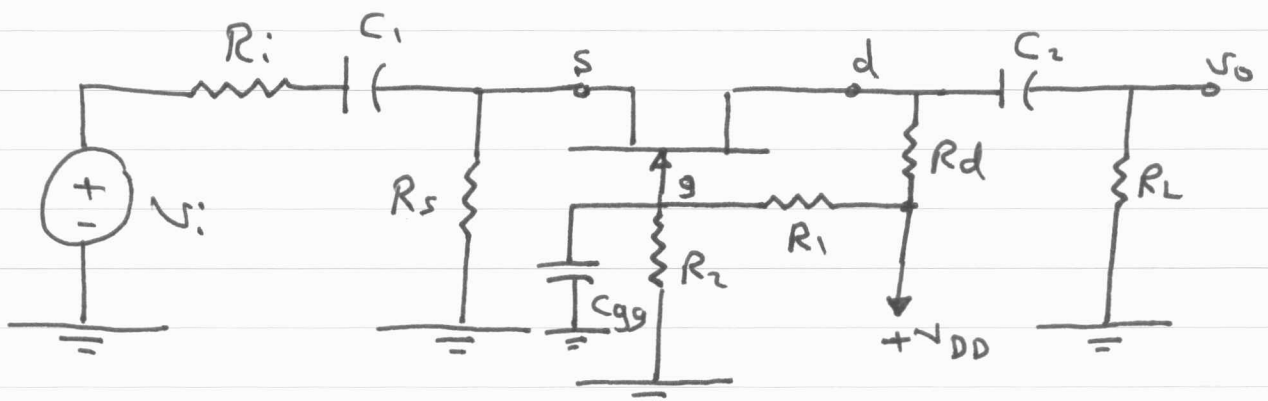 Ri C1 s d C2 vo
+ - Vi Rs g R1 Rd RL
R2
Cgg
+VDD